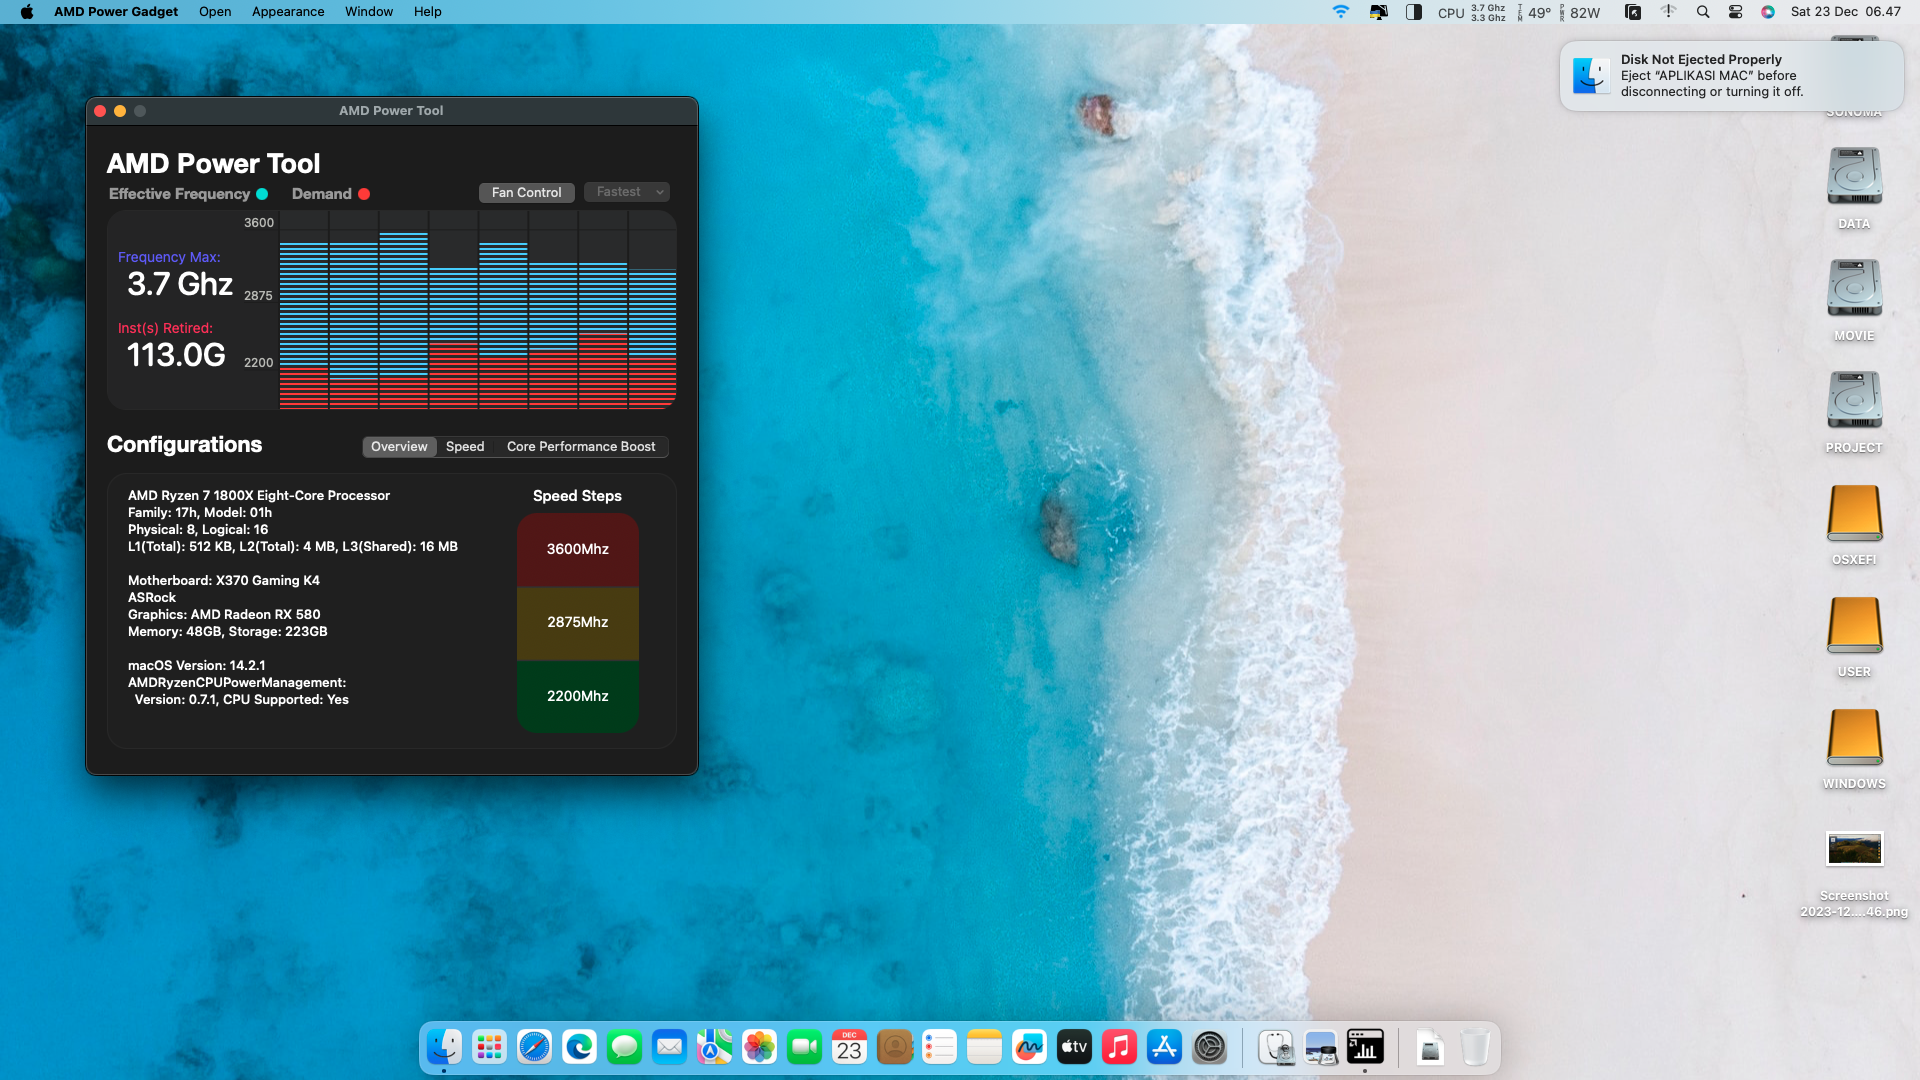 AMD Power Gadget Open Appearance Window Help
CPU 3.7 Ghz 3.3 Ghz TEM 49° PWR 82W Sat 23 Dec 06.47
Disk Not Ejected Properly
Eject “APLIKASI MAC” before
disconnecting or turning it off.
SONOMA
DATA
MOVIE
PROJECT
OSXEFI
USER
WINDOWS
Screenshot
2023-12....46.png
AMD Power Tool
AMD Power Tool
Effective Frequency Demand Fan Control Fastest
Frequency Max:
3.7 Ghz
Inst(s) Retired:
113.0G
3600
2875
2200
Configurations Overview Speed Core Performance Boost
AMD Ryzen 7 1800X Eight-Core Processor
Family: 17h, Model: 01h
Physical: 8, Logical: 16
L1(Total): 512 KB, L2(Total): 4 MB, L3(Shared): 16 MB
Motherboard: X370 Gaming K4
ASRock
Graphics: AMD Radeon RX 580
Memory: 48GB, Storage: 223GB
macOS Version: 14.2.1
AMDRyzenCPUPowerManagement:
Version: 0.7.1, CPU Supported: Yes
Speed Steps
3600Mhz
2875Mhz
2200Mhz
DEC
23
tv